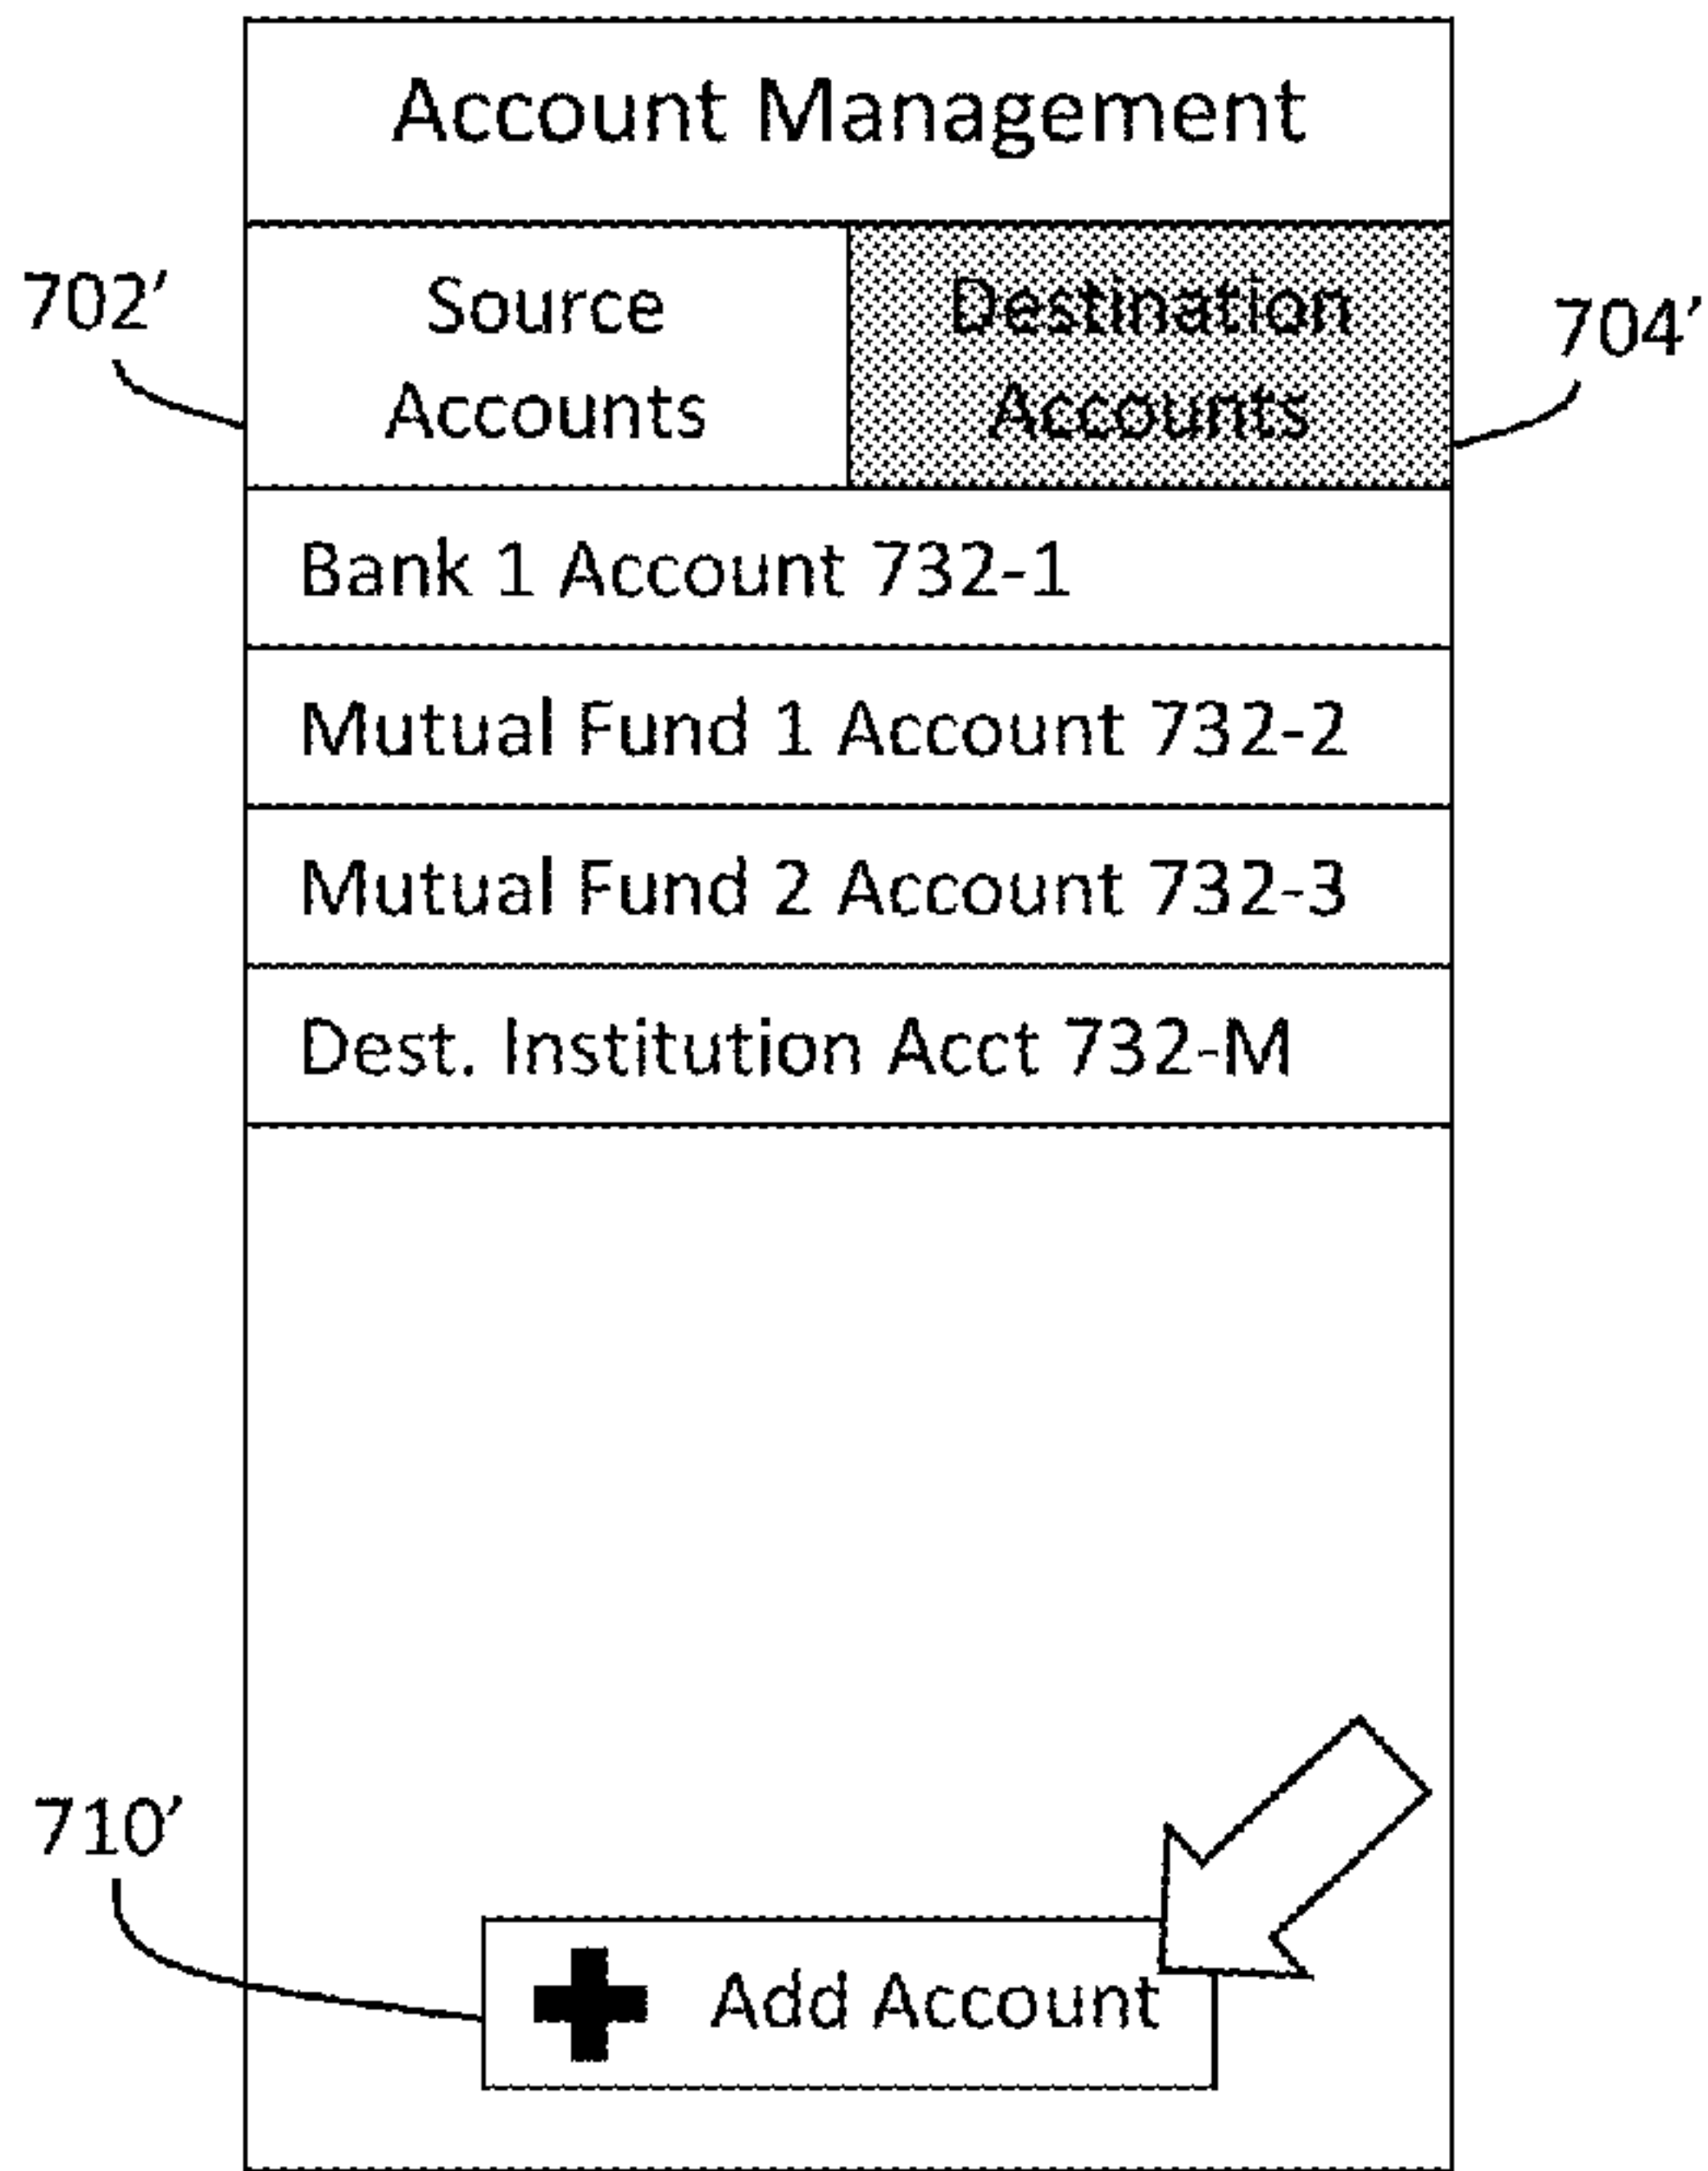 Account Management
702'
Source
Accounts
Destination
Accounts
704'
Bank 1 Account 732-1
Mutual Fund 1 Account 732-2
Mutual Fund 2 Account 732-3
Dest. Institution Acct 732-M
710'
Add Account